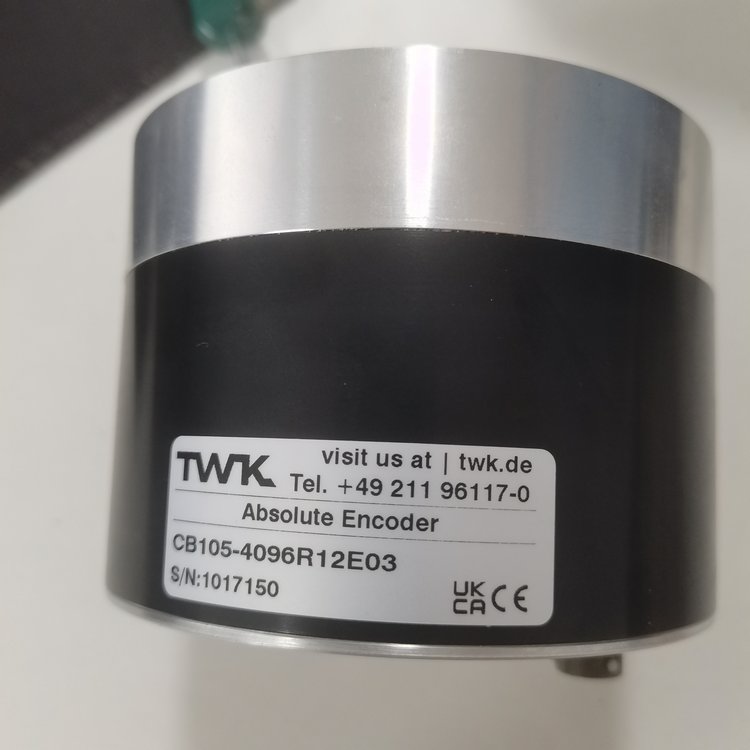 TWK visit us at | twk.de
Tel. +49 211 96117-0
Absolute Encoder
CB105-4096R12E03
S/N:1017150
UK
CA CE